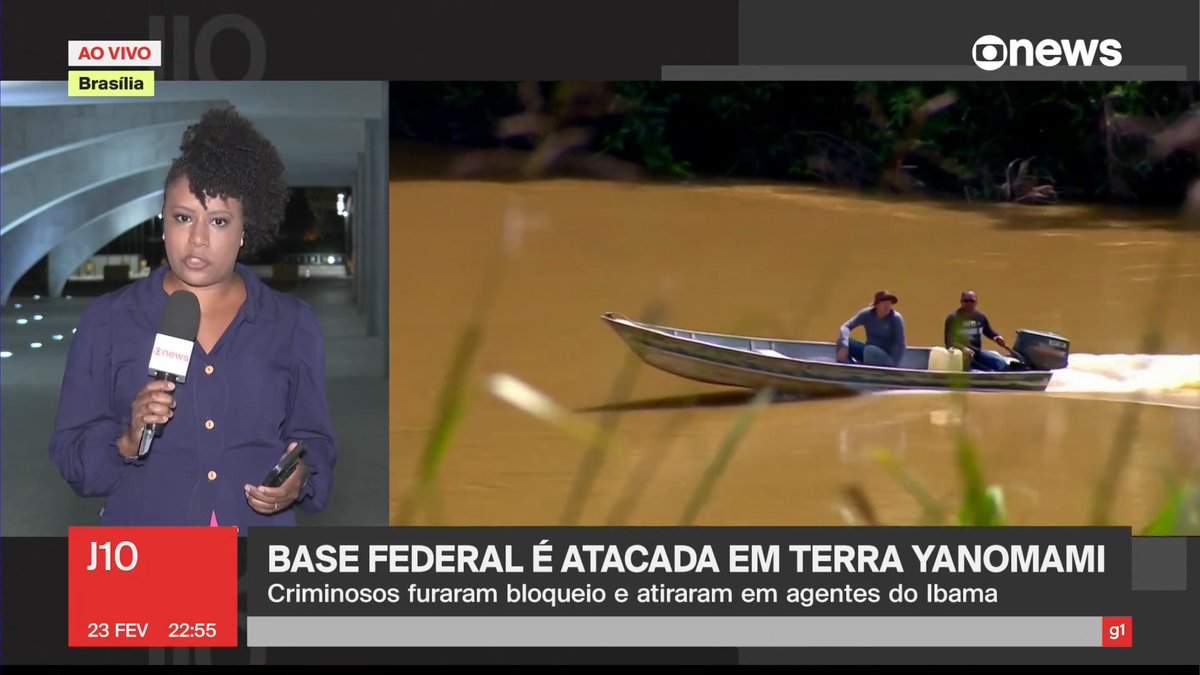 AO VIVO
Brasília
news
news
J10
23 FEV 22:55
BASE FEDERAL É ATACADA EM TERRA YANOMAMI
Criminosos furaram bloqueio e atiraram em agentes do Ibama
g1